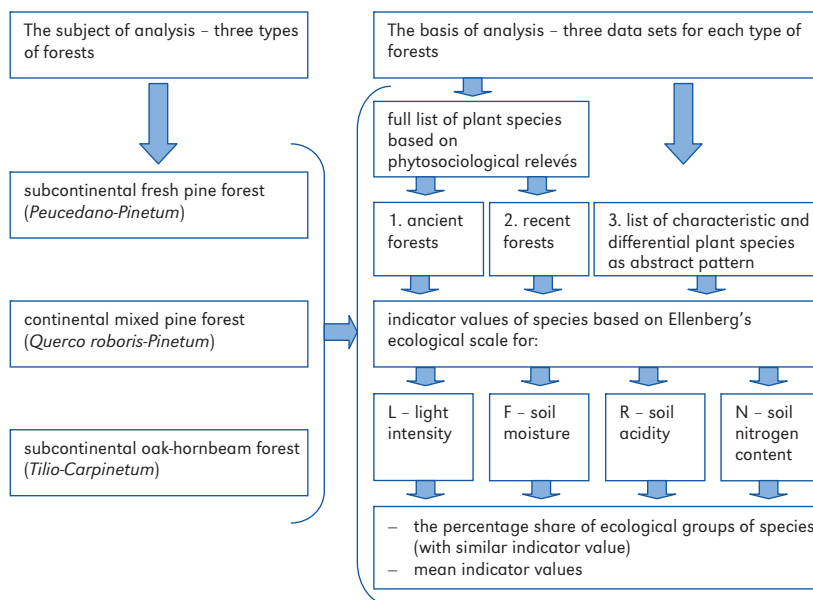 The subject of analysis – three types
of forests
The basis of analysis – three data sets for each type of
forests
full list of plant species
based on
phytosociological relevés
subcontinental fresh pine forest
(Peucedano-Pinetum)
1. ancient
forests
2. recent
forests
3. list of characteristic and
differential plant species
as abstract pattern
continental mixed pine forest
(Querco roboris-Pinetum)
indicator values of species based on Ellenberg's
ecological scale for:
L – light
intensity
F – soil
moisture
R – soil
acidity
N – soil
nitrogen
content
subcontinental oak-hornbeam forest
(Tilio-Carpinetum)
– the percentage share of ecological groups of species
(with similar indicator value)
– mean indicator values